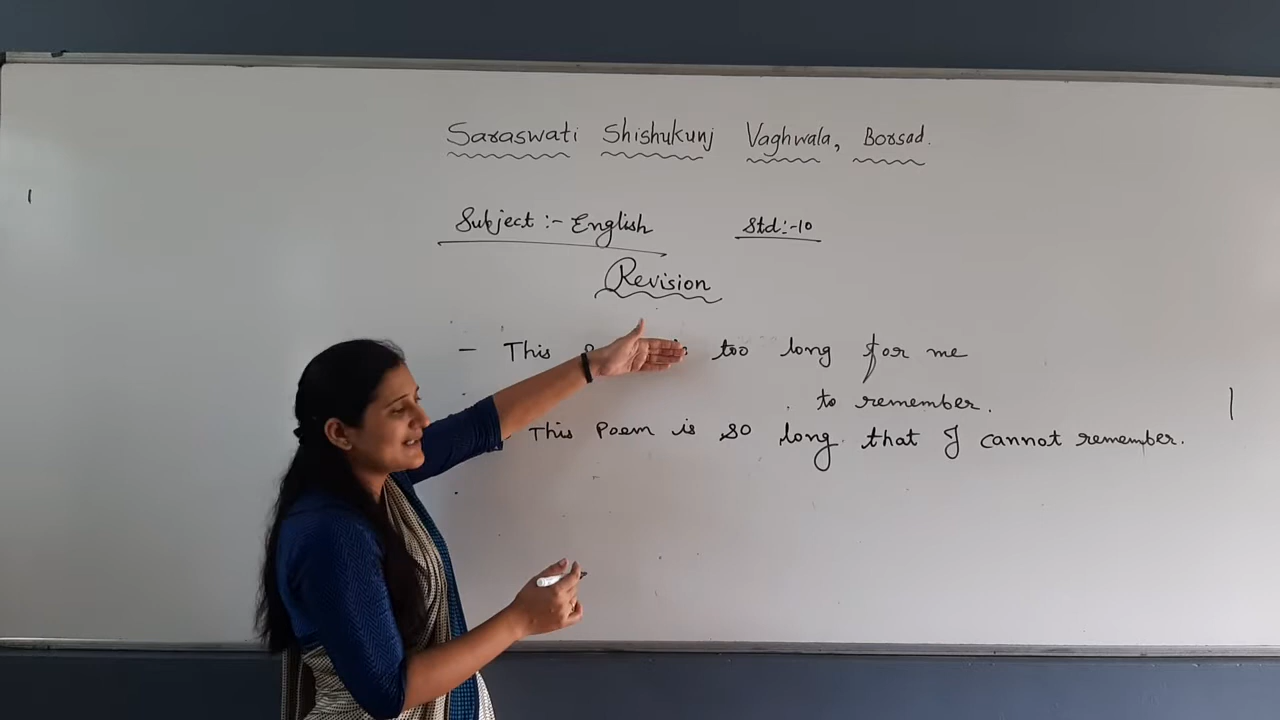 Saraswati Shishukunj Vaghwala, Borsad.
Subject :- English Std:-10
Revision
- This too long for me
to remember.
This Poem is so long that I cannot remember.